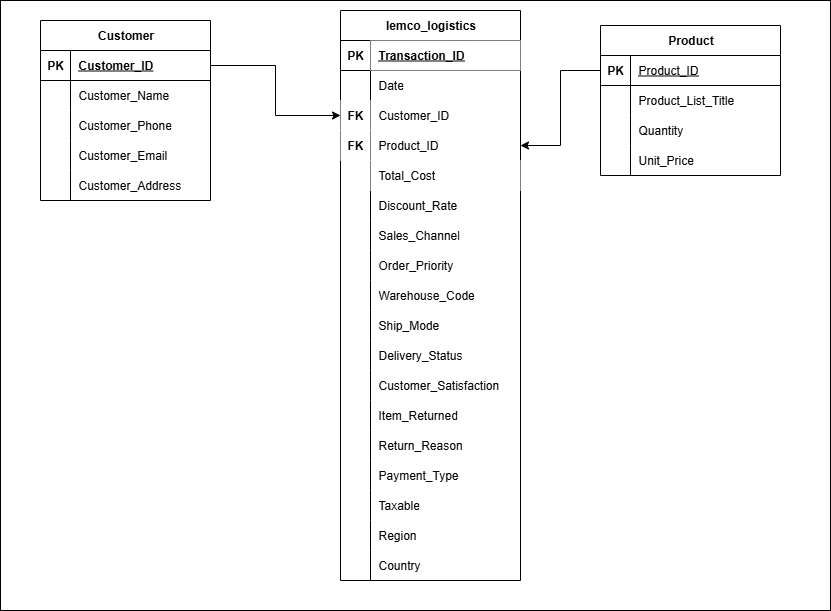 Customer
PK Customer_ID
Customer_Name
Customer_Phone
Customer_Email
Customer_Address
lemco_logistics
PK Transaction_ID
Date
FK Customer_ID
FK Product_ID
Total_Cost
Discount_Rate
Sales_Channel
Order_Priority
Warehouse_Code
Ship_Mode
Delivery_Status
Customer_Satisfaction
Item_Returned
Return_Reason
Payment_Type
Taxable
Region
Country
Product
PK Product_ID
Product_List_Title
Quantity
Unit_Price